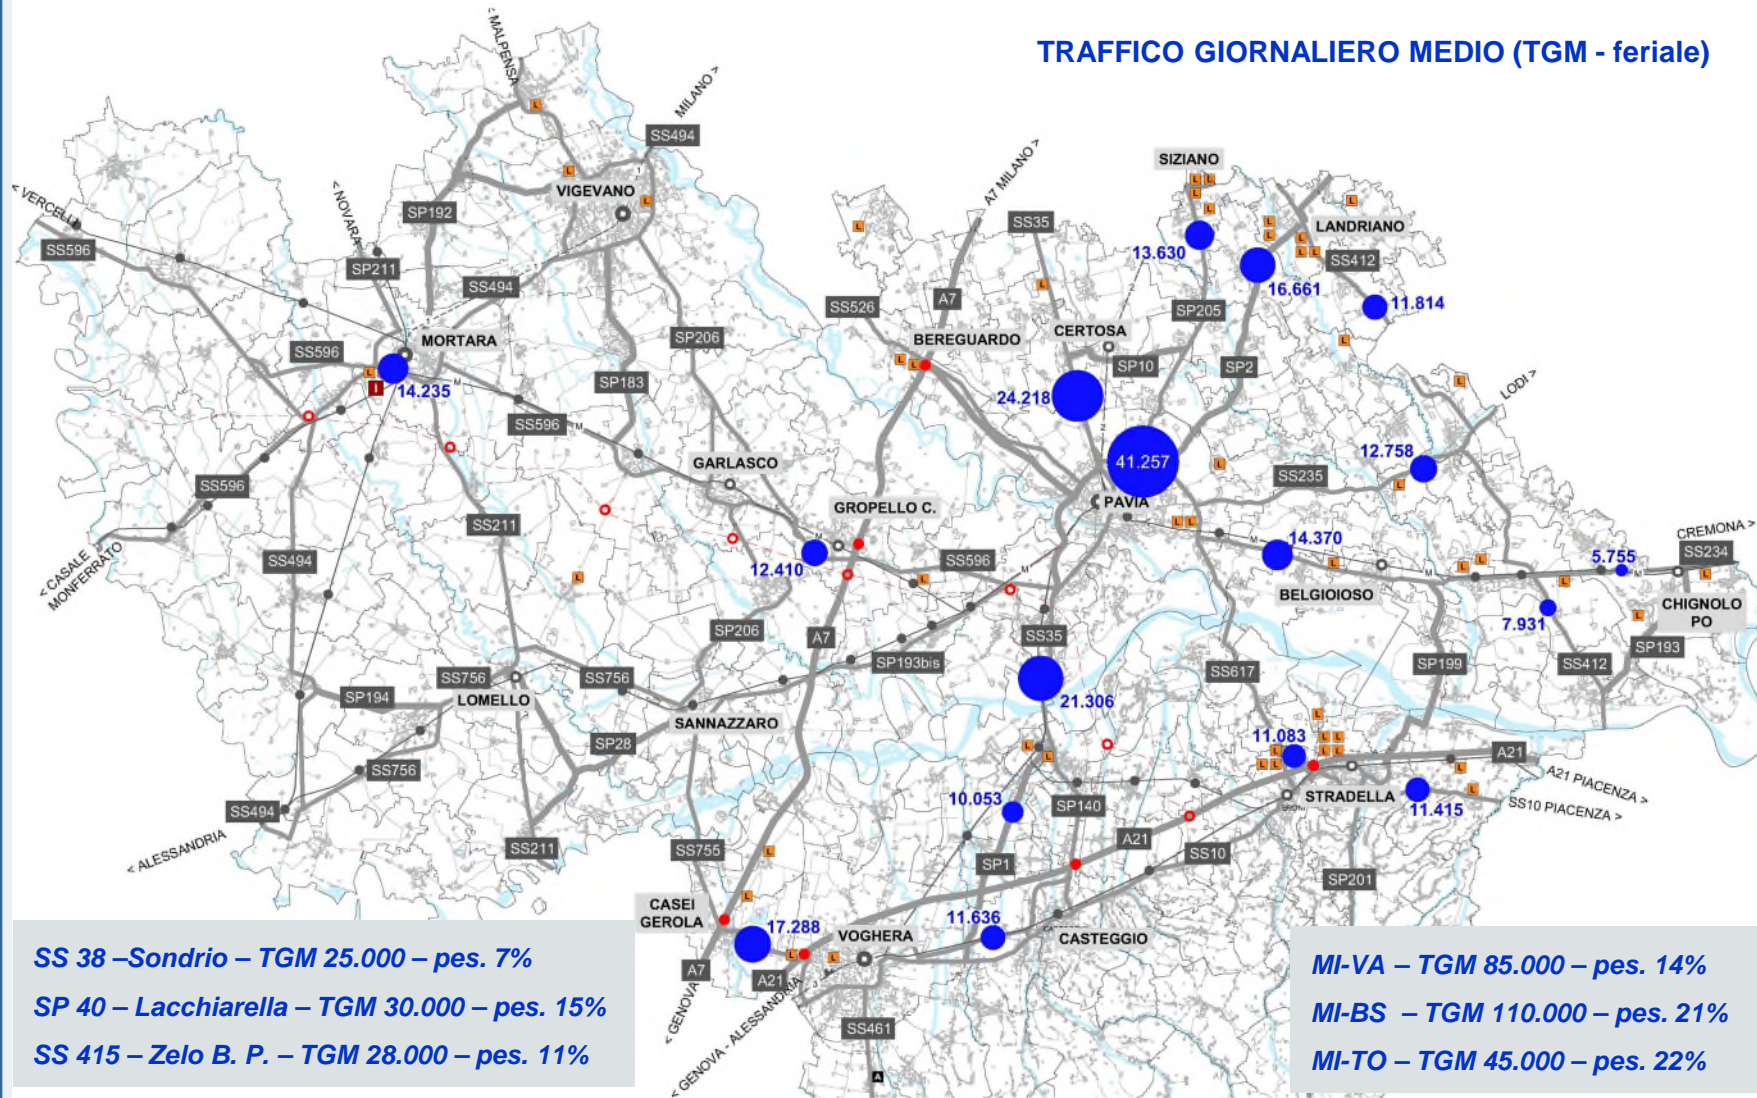 TRAFFICO GIORNALIERO MEDIO (TGM - feriale)
< MALPENSA
MILANO >
SS494
A7 MILANO >
SIZIANO
VIGEVANO
< VERCELLI
< NOVARA
SP192
SS35
LANDRIANO
SS596
SP211
SS494
13.630
SS412
16.661
11.814
SS526
A7
SP205
CERTOSA
BEREGUARDO
MORTARA
SP206
SS596
SP10
SP2
14.235
SP183
24.218
LODI >
SS596
12.758
41.257
GARLASCO
SS235
SS596
PAVIA
GROPELLO C.
SS211
14.370
CREMONA >
5.755
SS234
< CASALE
MONFERRATO
SS494
12.410
SS596
BELGIOIOSO
CHIGNOLO
PO
7.931
SP206
A7
SS35
SP193bis
SP199
SS412
SP193
SS617
SS756
SS756
SP194
LOMELLO
21.306
SANNAZZARO
SP28
11.083
A21
SS756
A21 PIACENZA >
10.053
SP140
STRADELLA
BRONI
11.415
SS10 PIACENZA >
SS494
A21
SS211
SS755
SS10
< ALESSANDRIA
SP1
SP201
CASEI
GEROLA
17.288
11.636
VOGHERA
CASTEGGIO
A7
A21
< GENOVA
< GENOVA - ALESSANDRIA
SS461
A
SS 38 –Sondrio – TGM 25.000 – pes. 7%
SP 40 – Lacchiarella – TGM 30.000 – pes. 15%
SS 415 – Zelo B. P. – TGM 28.000 – pes. 11%
MI-VA – TGM 85.000 – pes. 14%
MI-BS – TGM 110.000 – pes. 21%
MI-TO – TGM 45.000 – pes. 22%